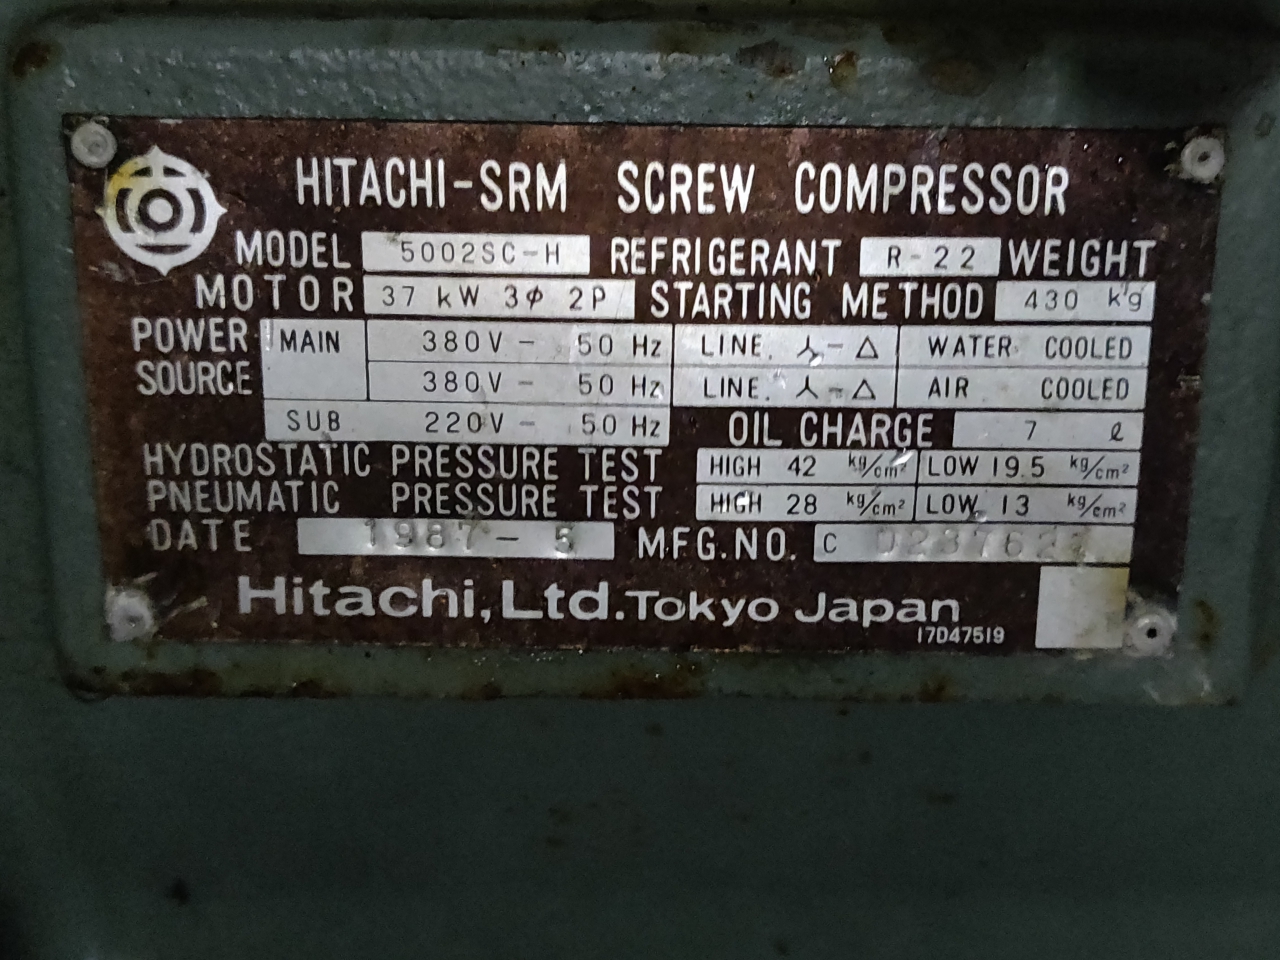 HITACHI-SRM SCREW COMPRESSOR
MODEL 5002SC-H REFRIGERANT R-22 WEIGHT
MOTOR 37 kW 3φ 2P STARTING METHOD 430 kg
POWER SOURCE MAIN 380V - 50 Hz LINE. 人-△ WATER COOLED
380V - 50 Hz LINE. 人-△ AIR COOLED
SUB 220V - 50 Hz OIL CHARGE 7 ℓ
HYDROSTATIC PRESSURE TEST HIGH 42 kg/cm² LOW 19.5 kg/cm²
PNEUMATIC PRESSURE TEST HIGH 28 kg/cm² LOW 13 kg/cm²
DATE 1987-5 MFG.NO. C
Hitachi,Ltd.Tokyo Japan
17D47519